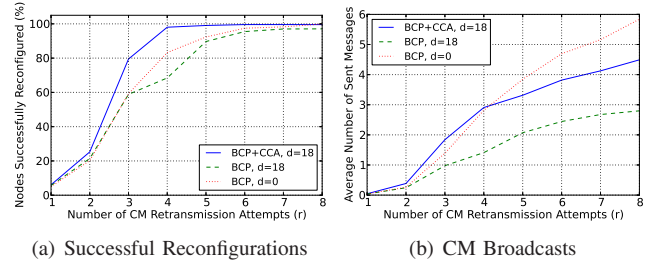 Nodes Successfully Reconfigured (%)
100
80
60
40
20
0
BCP+CCA, d=18
BCP, d=18
BCP, d=0
1 2 3 4 5 6 7 8
Number of CM Retransmission Attempts (r)
(a) Successful Reconfigurations
Average Number of Sent Messages
6
5
4
3
2
1
0
BCP+CCA, d=18
BCP, d=18
BCP, d=0
1 2 3 4 5 6 7 8
Number of CM Retransmission Attempts (r)
(b) CM Broadcasts